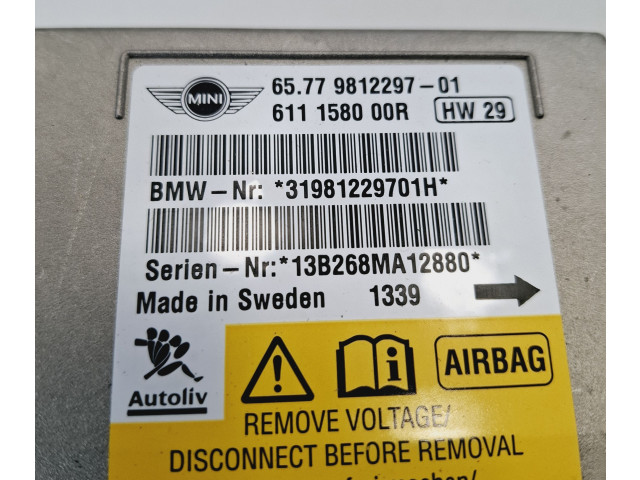 MINI
65.77 9812297-01
611 1580 00R HW 29
BMW-Nr: *31981229701H*
Serien-Nr:*13B268MA12880*
Made in Sweden 1339
Autoliv
AIRBAG
REMOVE VOLTAGE/
DISCONNECT BEFORE REMOVAL